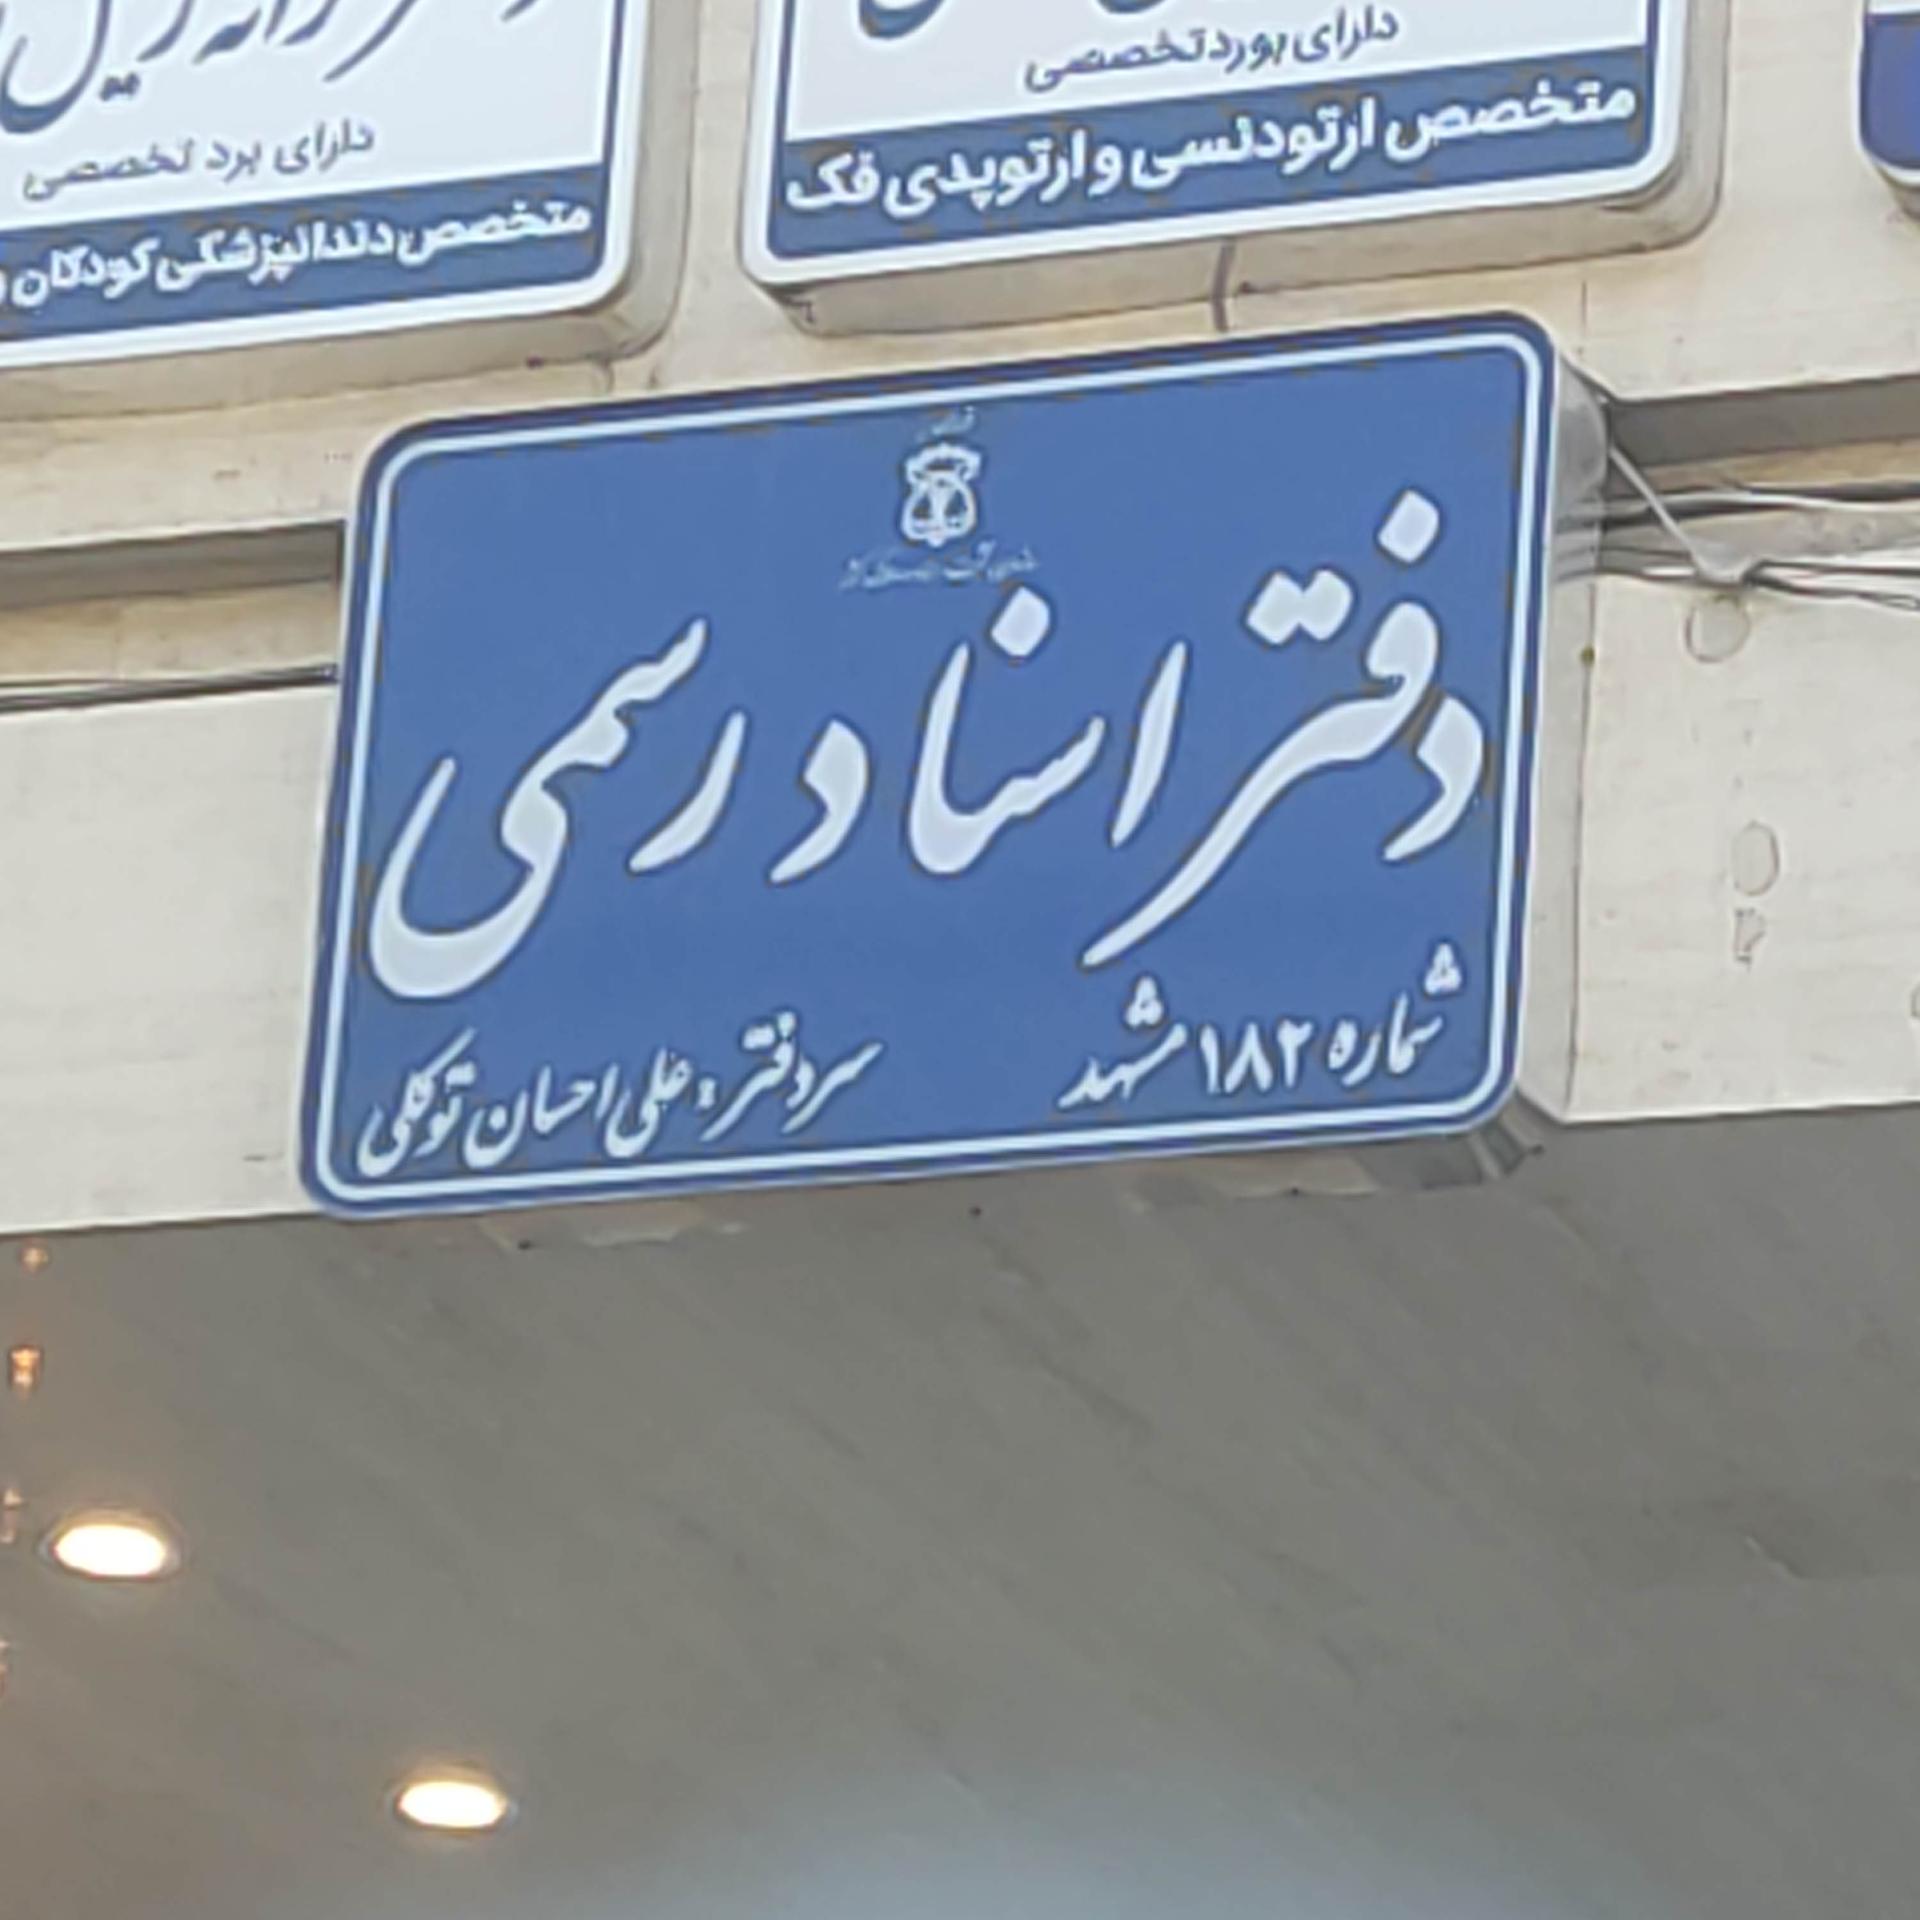 دارای برد تخصصی
متخصص دندانپزشکی کودکان
دارای بورد تخصصی
متخصص ارتودنسی و ارتوپدی فک
دفتر اسناد رسمی
شماره ۱۸۲ مشهد
سردفتر: علی احسان توکلی